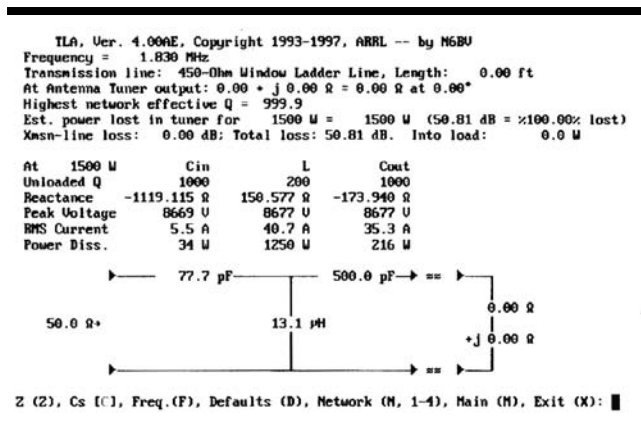 TLA, Ver. 4.00AE, Copyright 1993-1997, ARRL -- by N6BV
Frequency = 1.830 MHz
Transmission line: 450-Ohm Window Ladder Line, Length: 0.00 ft
At Antenna Tuner output: 0.00 + j 0.00 Ω = 0.00 Ω at 0.00°
Highest network effective Q = 999.9
Est. power lost in tuner for 1500 W = 1500 W (50.81 dB = %100.00% lost)
Xmsn-line loss: 0.00 dB; Total loss: 50.81 dB. Into load: 0.0 W
At 1500 W Cin L Cout
Unloaded Q 1000 200 1000
Reactance -1119.115 Ω 150.577 Ω -173.940 Ω
Peak Voltage 8669 V 8677 V 8677 V
RMS Current 5.5 A 40.7 A 35.3 A
Power Diss. 34 W 1250 W 216 W
77.7 pF 500.0 pF ≈≈
0.00 Ω
50.0 Ω 13.1 µH
+j 0.00 Ω
≈≈
Z (Z), Cs [C], Freq.(F), Defaults (D), Network (N, 1-4), Main (M), Exit (X):